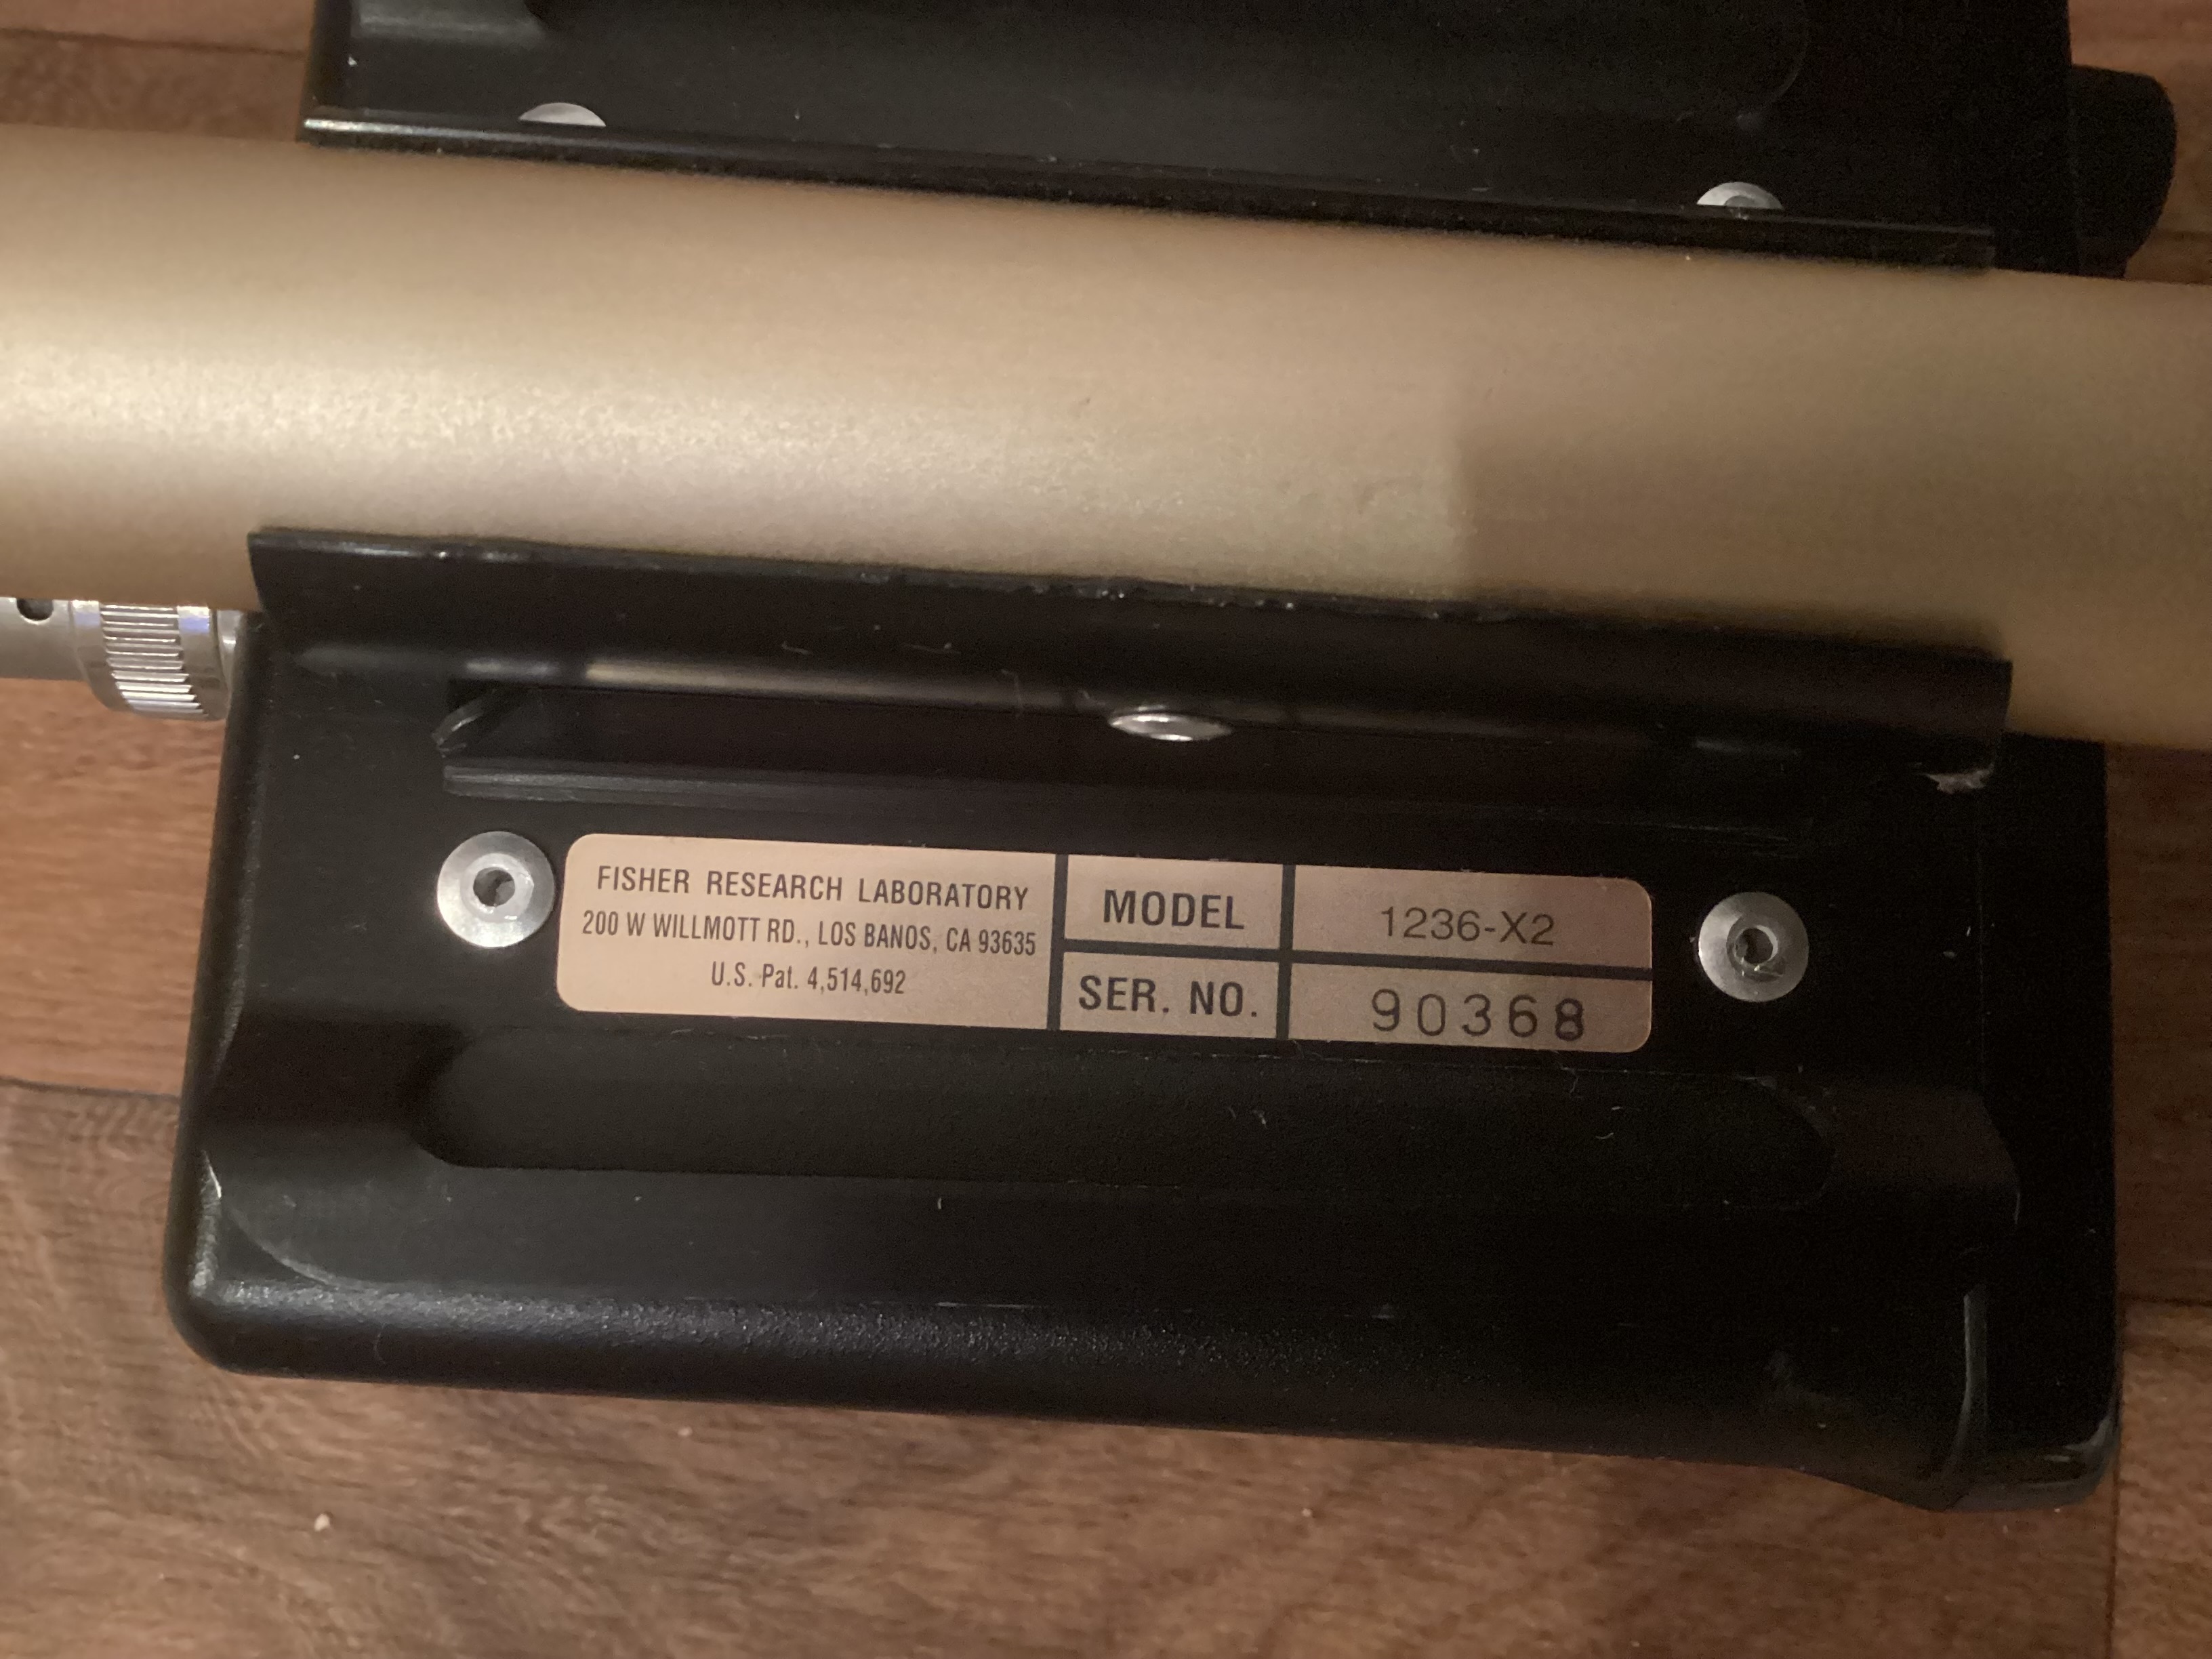 FISHER RESEARCH LABORATORY
200 W WILLMOTT RD., LOS BANOS, CA 93635
U.S. Pat. 4,514,692
MODEL 1236-X2
SER. NO. 90368